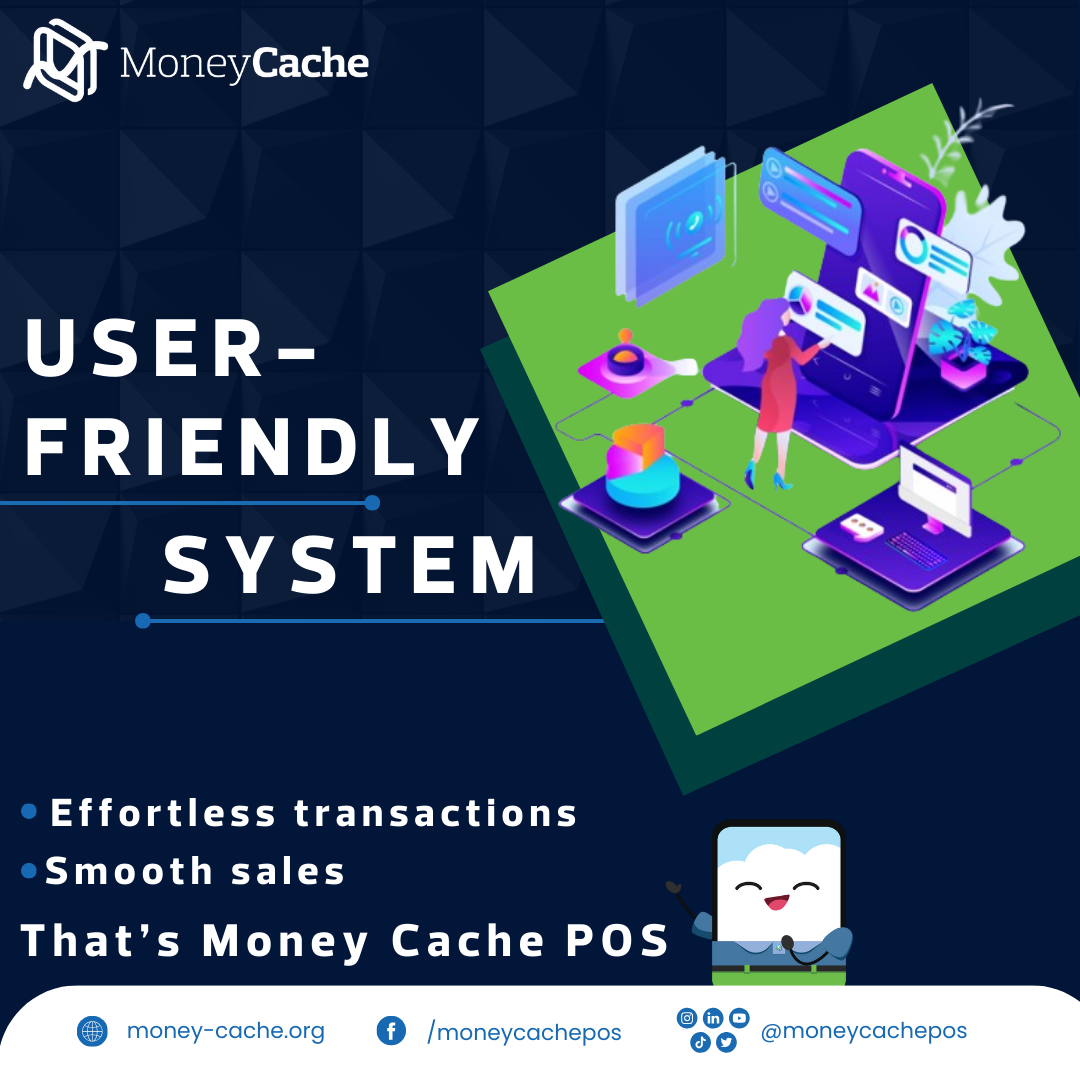 MoneyCache
USER-
FRIENDLY
SYSTEM
Effortless transactions
Smooth sales
That's Money Cache POS
money-cache.org
/moneycachepos
@moneycachepos